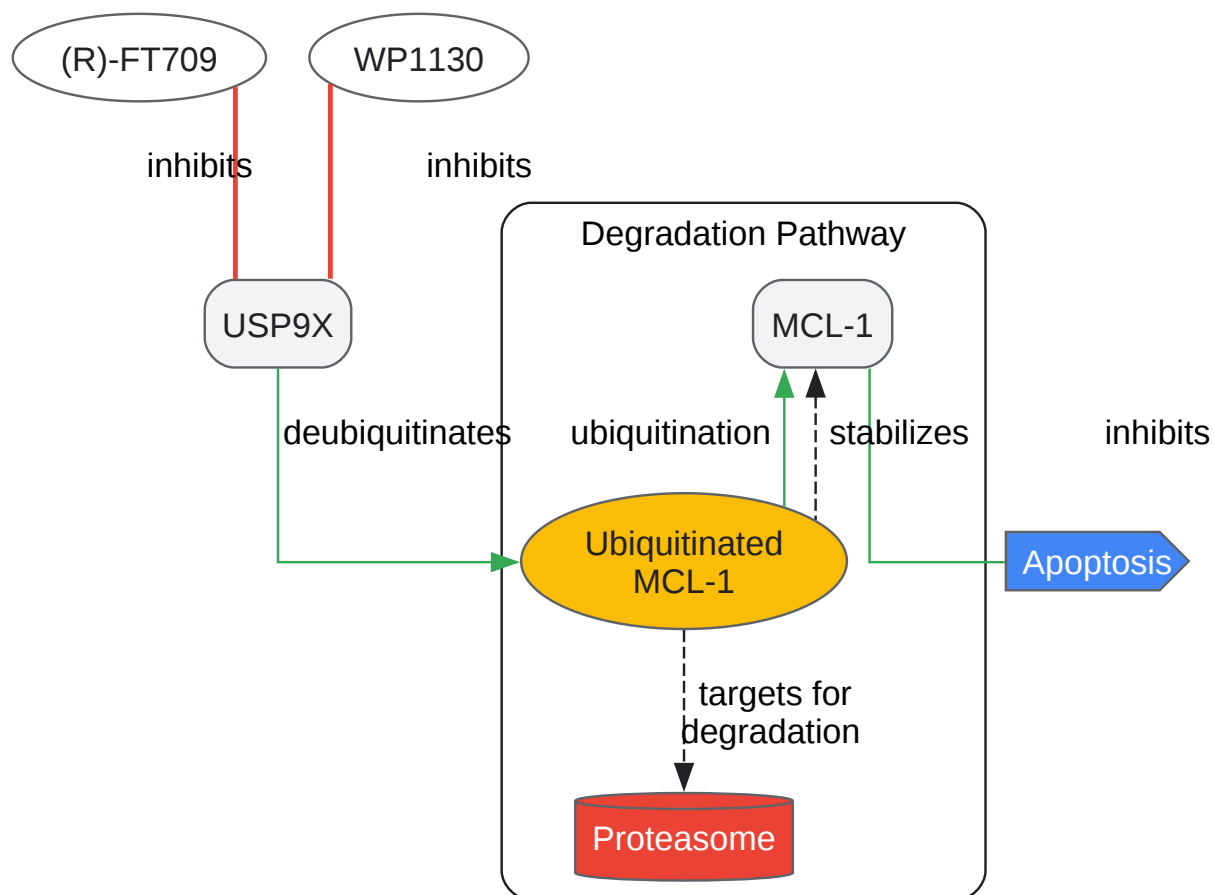 (R)-FT709
WP1130
inhibits
inhibits
Degradation Pathway
USP9X
MCL-1
deubiquitinates
ubiquitination
stabilizes
inhibits
Ubiquitinated
MCL-1
Apoptosis
targets for
degradation
Proteasome